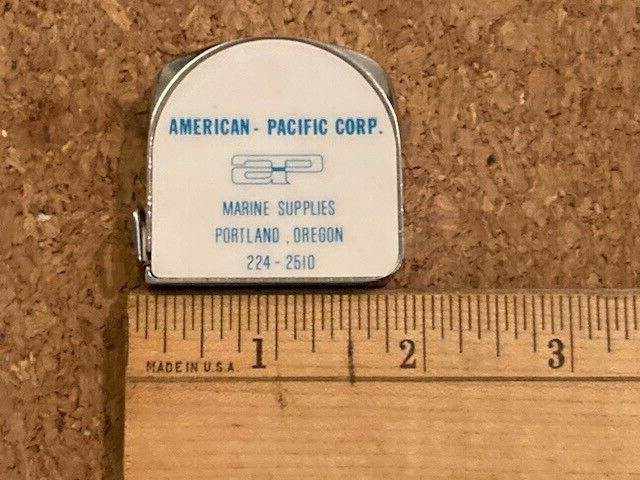 AMERICAN - PACIFIC CORP.
aP
MARINE SUPPLIES
PORTLAND , OREGON
224 - 2510
1 2 3
MADE IN U.S.A.